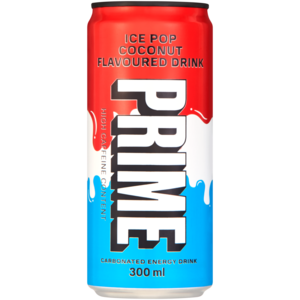 ICE POP
COCONUT
FLAVOURED DRINK
PRIME
HIGH CAFFEINE CONTENT
CARBONATED ENERGY DRINK
300 ml